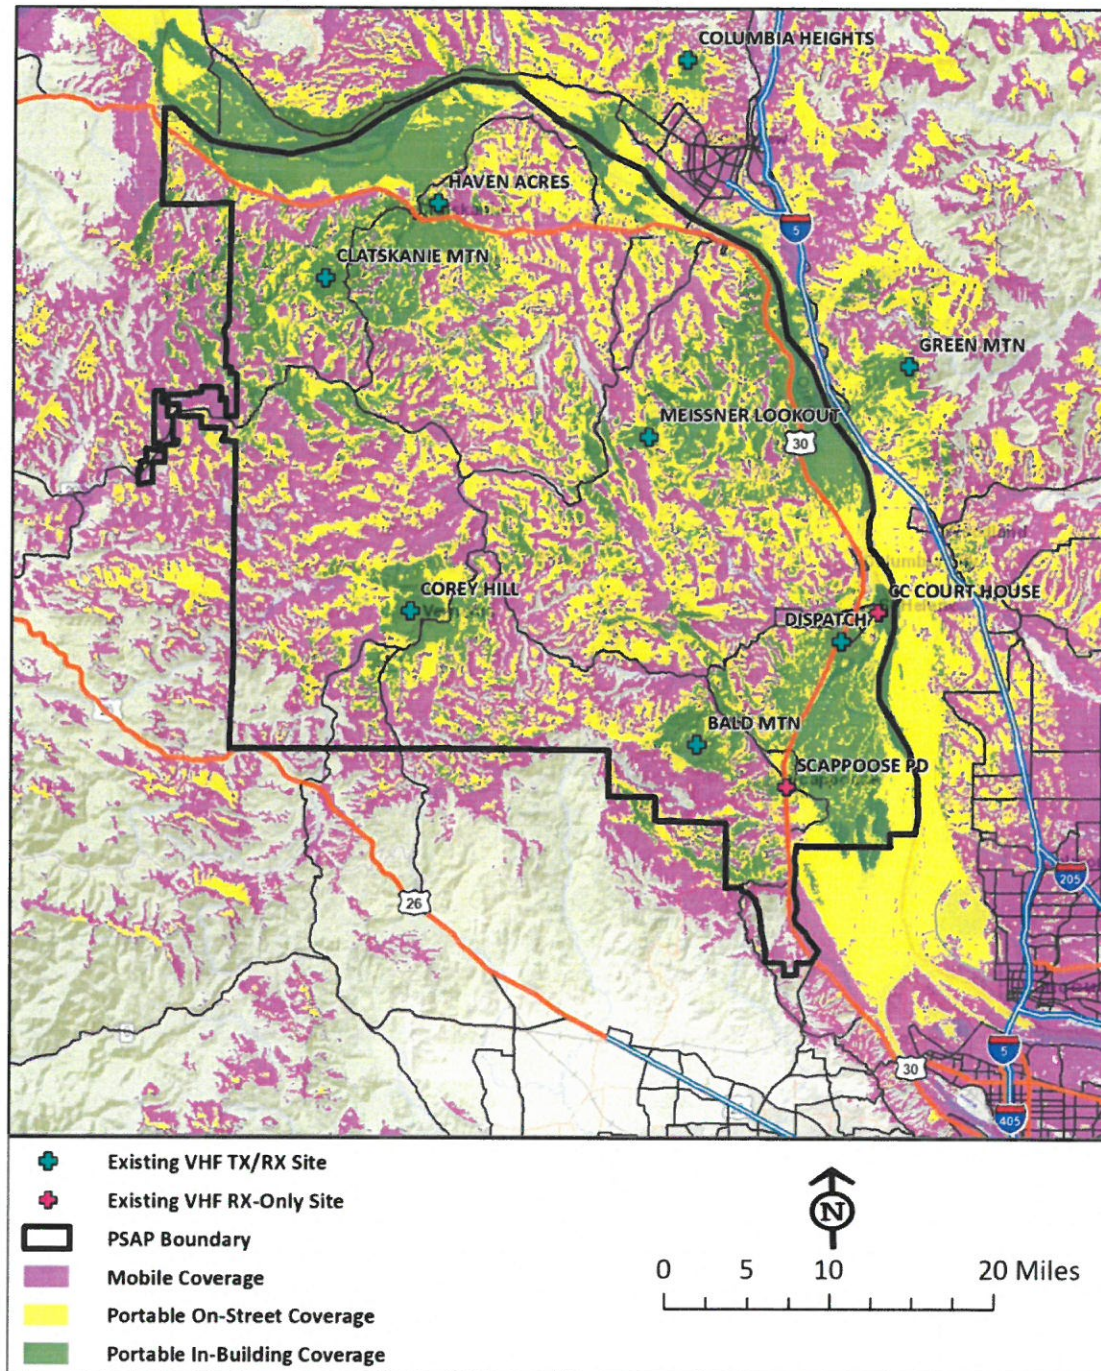 COLUMBIA HEIGHTS
HAVEN ACRES
CLATSKANIE MTN
5
GREEN MTN
MEISSNER LOOKOUT
30
COREY HILL
CC COURT HOUSE
DISPATCH
BALD MTN
SCAPPOOSE PD
205
26
5
30
405
Existing VHF TX/RX Site
Existing VHF RX-Only Site
PSAP Boundary
Mobile Coverage
Portable On-Street Coverage
Portable In-Building Coverage
N
0 5 10 20 Miles